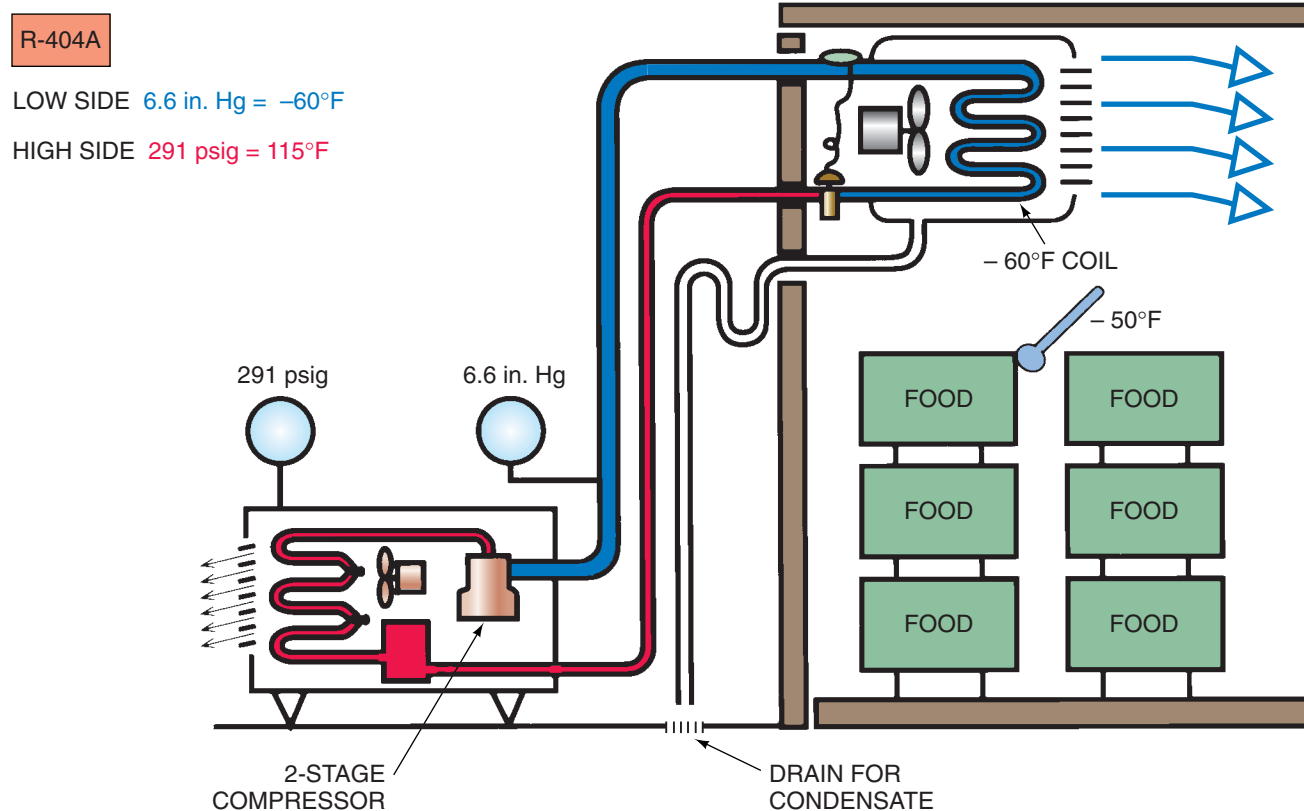 R-404A
LOW SIDE 6.6 in. Hg = –60°F
HIGH SIDE 291 psig = 115°F
– 60°F COIL
– 50°F
291 psig
6.6 in. Hg
FOOD FOOD
FOOD FOOD
FOOD FOOD
2-STAGE
COMPRESSOR
DRAIN FOR
CONDENSATE